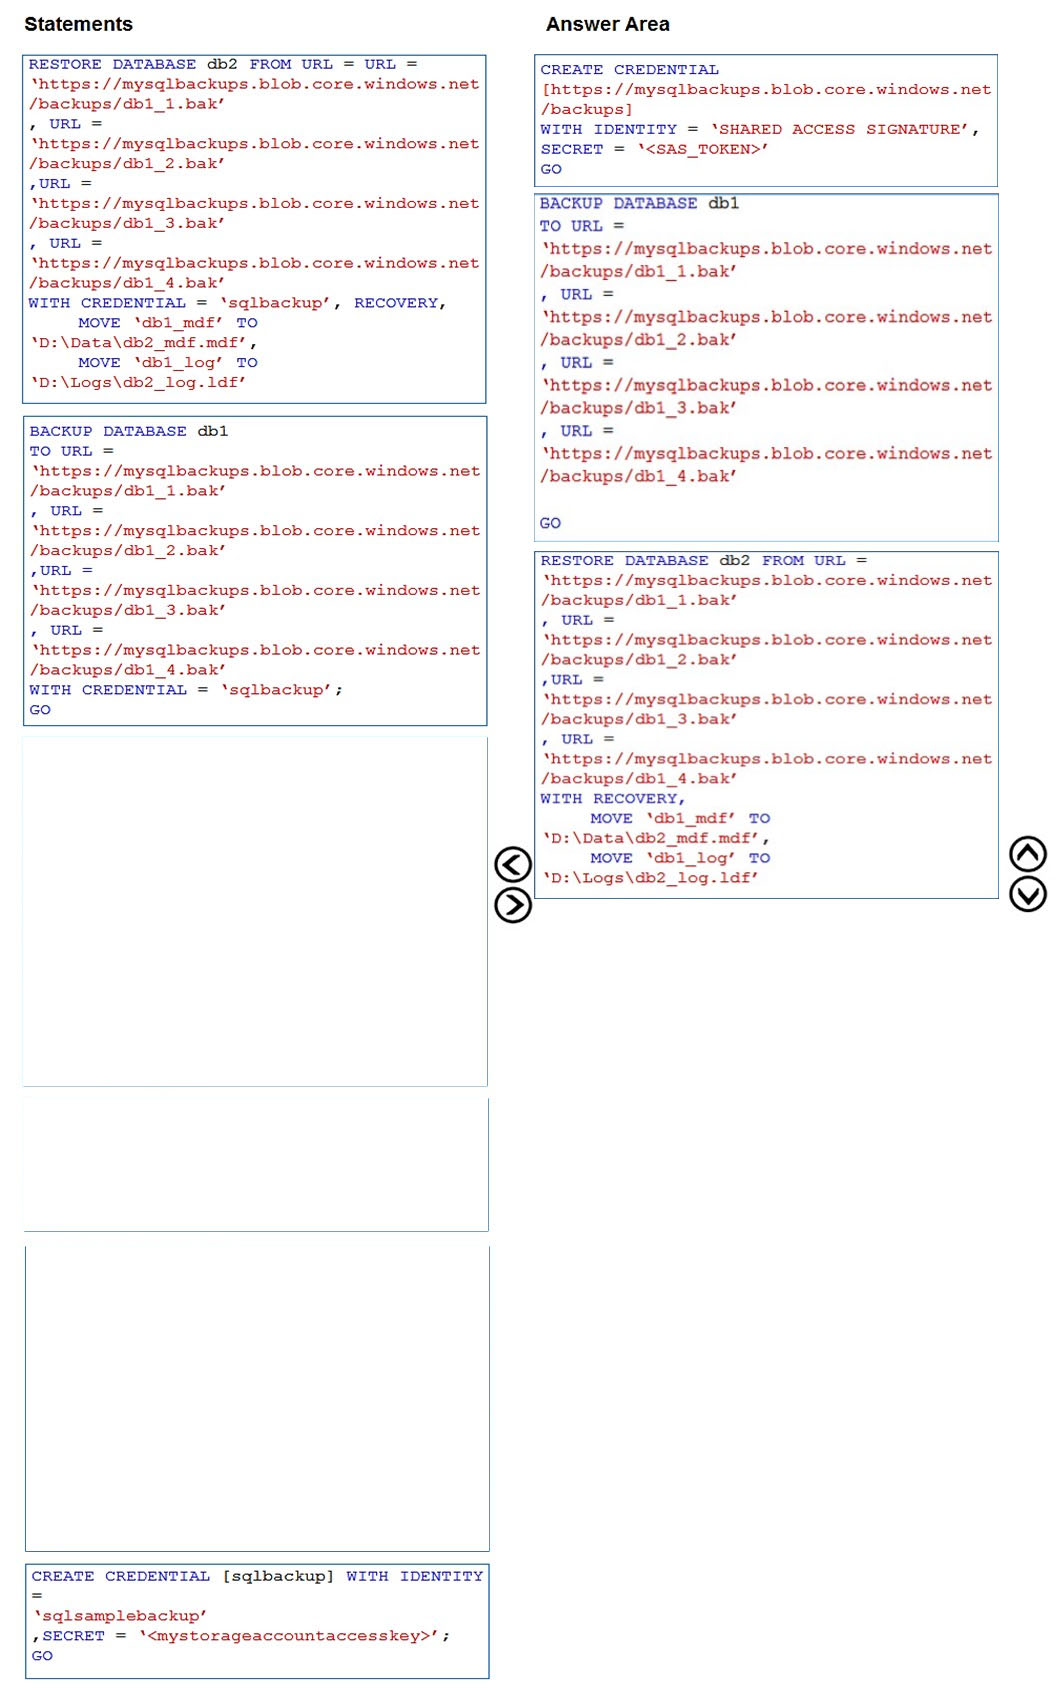 Statements
RESTORE DATABASE db2 FROM URL = URL =
‘https://mysqlbackups.blob.core.windows.net
/backups/db1_1.bak’
, URL =
‘https://mysqlbackups.blob.core.windows.net
/backups/db1_2.bak’
,URL =
‘https://mysqlbackups.blob.core.windows.net
/backups/db1_3.bak’
, URL =
‘https://mysqlbackups.blob.core.windows.net
/backups/db1_4.bak’
WITH CREDENTIAL = ‘sqlbackup’, RECOVERY,
MOVE ‘db1_mdf’ TO
‘D:\Data\db2_mdf.mdf’,
MOVE ‘db1_log’ TO
‘D:\Logs\db2_log.ldf’
BACKUP DATABASE db1
TO URL =
‘https://mysqlbackups.blob.core.windows.net
/backups/db1_1.bak’
, URL =
‘https://mysqlbackups.blob.core.windows.net
/backups/db1_2.bak’
,URL =
‘https://mysqlbackups.blob.core.windows.net
/backups/db1_3.bak’
, URL =
‘https://mysqlbackups.blob.core.windows.net
/backups/db1_4.bak’
WITH CREDENTIAL = ‘sqlbackup’;
GO
CREATE CREDENTIAL [sqlbackup] WITH IDENTITY
=
‘sqlsamplebackup’
,SECRET = ‘<mystorageaccountaccesskey>’;
GO
Answer Area
CREATE CREDENTIAL
[https://mysqlbackups.blob.core.windows.net
/backups]
WITH IDENTITY = ‘SHARED ACCESS SIGNATURE’,
SECRET = ‘<SAS_TOKEN>’
GO
BACKUP DATABASE db1
TO URL =
‘https://mysqlbackups.blob.core.windows.net
/backups/db1_1.bak’
, URL =
‘https://mysqlbackups.blob.core.windows.net
/backups/db1_2.bak’
, URL =
‘https://mysqlbackups.blob.core.windows.net
/backups/db1_3.bak’
, URL =
‘https://mysqlbackups.blob.core.windows.net
/backups/db1_4.bak’
GO
RESTORE DATABASE db2 FROM URL =
‘https://mysqlbackups.blob.core.windows.net
/backups/db1_1.bak’
, URL =
‘https://mysqlbackups.blob.core.windows.net
/backups/db1_2.bak’
,URL =
‘https://mysqlbackups.blob.core.windows.net
/backups/db1_3.bak’
, URL =
‘https://mysqlbackups.blob.core.windows.net
/backups/db1_4.bak’
WITH RECOVERY,
MOVE ‘db1_mdf’ TO
‘D:\Data\db2_mdf.mdf’,
MOVE ‘db1_log’ TO
‘D:\Logs\db2_log.ldf’